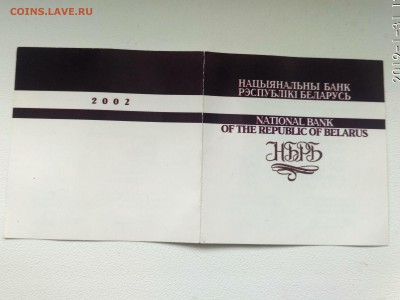 COINS.LAVE.RU
2002
НАЦЫЯНАЛЬНЫ БАНК
РЭСПУБЛІКІ БЕЛАРУСЬ
NATIONAL BANK
OF THE REPUBLIC OF BELARUS
НБРБ